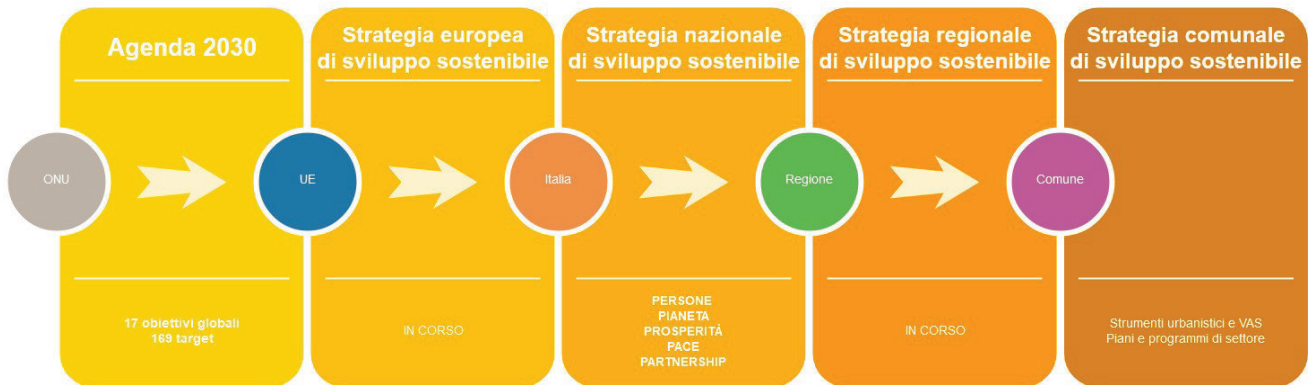 Agenda 2030
Strategia europea
di sviluppo sostenibile
Strategia nazionale
di sviluppo sostenibile
Strategia regionale
di sviluppo sostenibile
Strategia comunale
di sviluppo sostenibile
ONU
UE
Italia
Regione
Comune
17 obiettivi globali
169 target
IN CORSO
PERSONE
PIANETA
PROSPERITÀ
PACE
PARTNERSHIP
IN CORSO
Strumenti urbanistici e VAS
Piani e programmi di settore